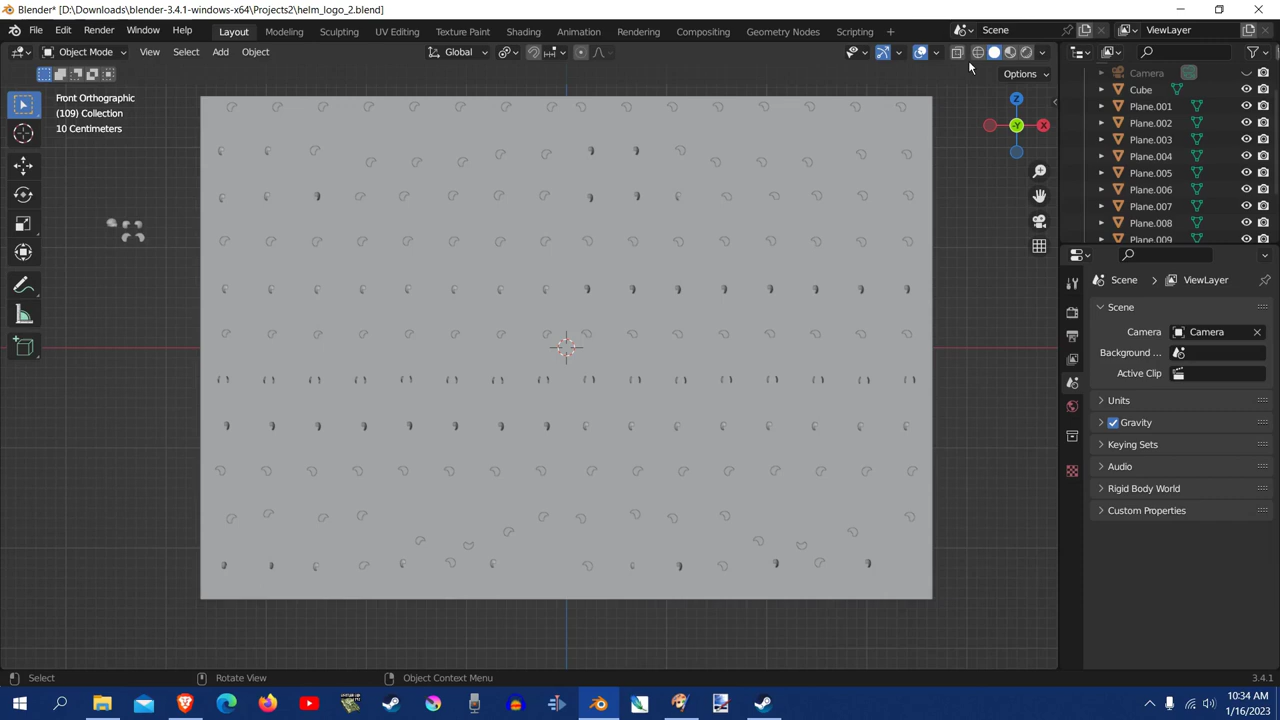 Blender* [D:\Downloads\blender-3.4.1-windows-x64\Projects2\helm_logo_2.blend]
File Edit Render Window Help Layout Modeling Sculpting UV Editing Texture Paint Shading Animation Rendering Compositing Geometry Nodes Scripting Scene ViewLayer
Object Mode View Select Add Object Global
Options
Front Orthographic
(109) Collection
10 Centimeters
Z
-Y
X
Camera
Cube
Plane.001
Plane.002
Plane.003
Plane.004
Plane.005
Plane.006
Plane.007
Plane.008
Plane.009
Scene ViewLayer
Scene
Camera Camera
Background ...
Active Clip
Units
Gravity
Keying Sets
Audio
Rigid Body World
Custom Properties
Select Rotate View Object Context Menu 3.4.1
10:34 AM
1/16/2023